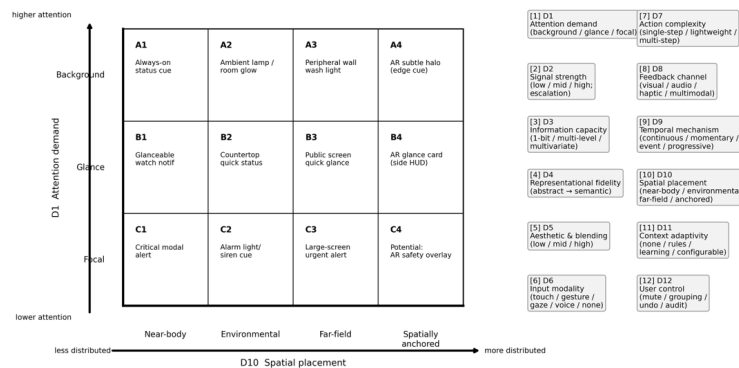 higher attention
A1
A2
A3
A4
Always-on
status cue
Ambient lamp /
room glow
Peripheral wall
wash light
AR subtle halo
(edge cue)
Background
B1
B2
B3
B4
Glanceable
watch notif
Countertop
quick status
Public screen
quick glance
AR glance card
(side HUD)
Glance
D1 Attention demand
C1
C2
C3
C4
Critical modal
alert
Alarm light/
siren cue
Large-screen
urgent alert
Potential:
AR safety overlay
Focal
lower attention
Near-body
Environmental
Far-field
Spatially
anchored
less distributed
more distributed
D10 Spatial placement
[1] D1
Attention demand
(background / glance / focal)
[2] D2
Signal strength
(low / mid / high;
escalation)
[3] D3
Information capacity
(1-bit / multi-level /
multivariate)
[4] D4
Representational fidelity
(abstract → semantic)
[5] D5
Aesthetic & blending
(low / mid / high)
[6] D6
Input modality
(touch / gesture /
gaze / voice / none)
[7] D7
Action complexity
(single-step / lightweight /
multi-step)
[8] D8
Feedback channel
(visual / audio /
haptic / multimodal)
[9] D9
Temporal mechanism
(continuous / momentary /
event / progressive)
[10] D10
Spatial placement
(near-body / environmenta
far-field / anchored)
[11] D11
Context adaptivity
(none / rules /
learning / configurable)
[12] D12
User control
(mute / grouping /
undo / audit)